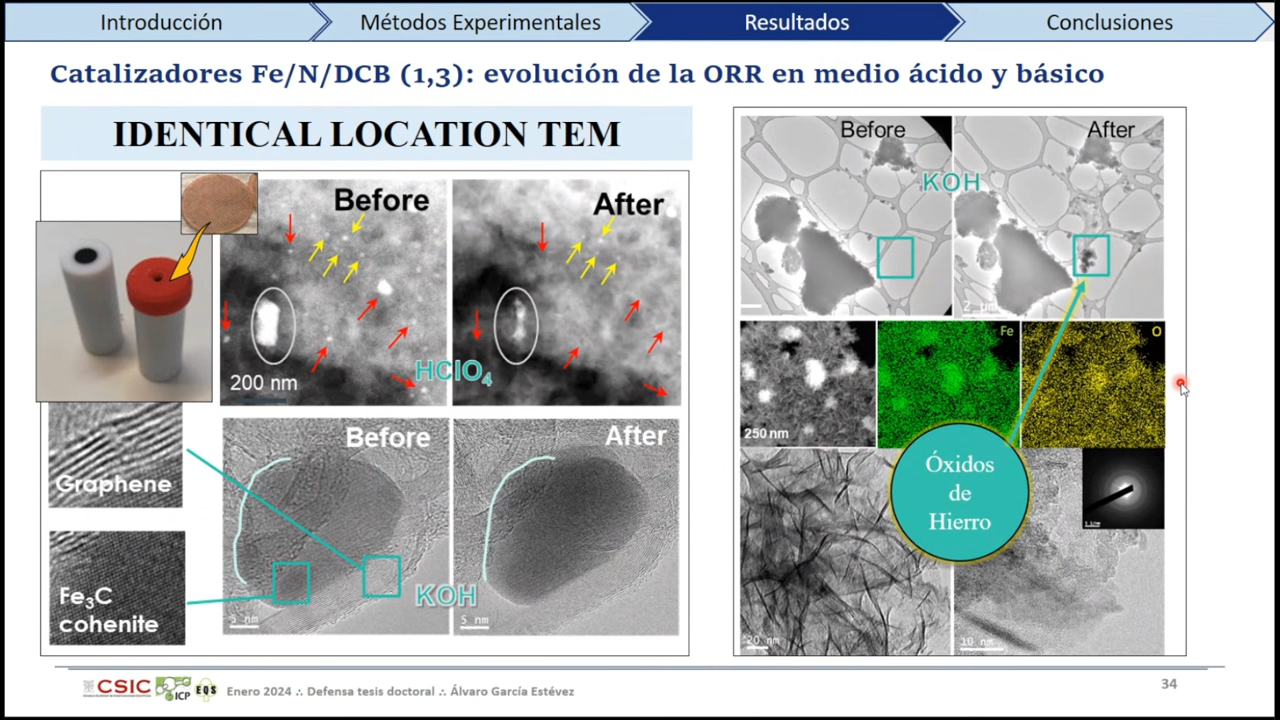 Introducción
Métodos Experimentales
Resultados
Conclusiones
Catalizadores Fe/N/DCB (1,3): evolución de la ORR en medio ácido y básico
IDENTICAL LOCATION TEM
Before
After
200 nm
HClO₄
Before
After
Graphene
Fe₃C
cohenite
KOH
5 nm
5 nm
Before
After
KOH
2 µm
Fe
O
250 nm
Óxidos
de
Hierro
20 nm
10 nm
CSIC
ICP
EQS
Enero 2024 ∴ Defensa tesis doctoral ∴ Álvaro García Estévez
34